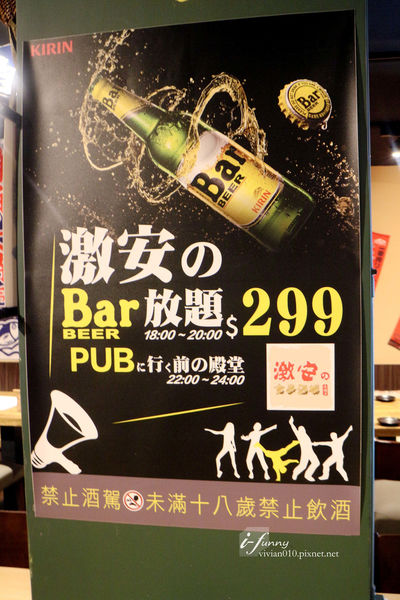 KIRIN
Bar
Bar
BEER
KIRIN
激安の
Bar
BEER
放題
18:00~20:00
$299
PUBに行く前の殿堂
22:00~24:00
激安の
禁止酒駕 未滿十八歲禁止飲酒
i-funny
vivian010.pixnet.net